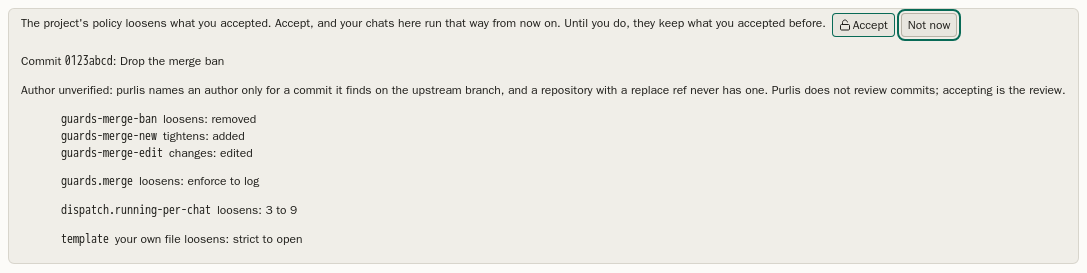 The project's policy loosens what you accepted. Accept, and your chats here run that way from now on. Until you do, they keep what you accepted before. Accept Not now
Commit 0123abcd: Drop the merge ban
Author unverified: purlis names an author only for a commit it finds on the upstream branch, and a repository with a replace ref never has one. Purlis does not review commits; accepting is the review.
guards-merge-ban loosens: removed
guards-merge-new tightens: added
guards-merge-edit changes: edited
guards.merge loosens: enforce to log
dispatch.running-per-chat loosens: 3 to 9
template your own file loosens: strict to open